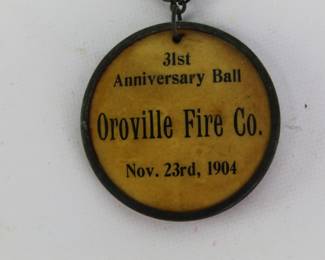 31st
Anniversary Ball
Oroville Fire Co.
Nov. 23rd, 1904